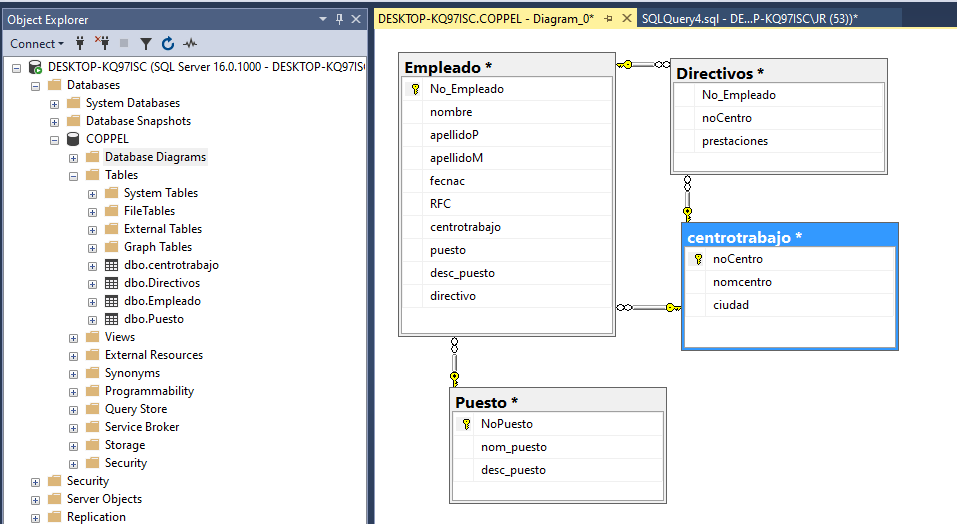 Object Explorer
Connect
DESKTOP-KQ97ISC (SQL Server 16.0.1000 - DESKTOP-KQ97IS
Databases
System Databases
Database Snapshots
COPPEL
Database Diagrams
Tables
System Tables
FileTables
External Tables
Graph Tables
dbo.centrotrabajo
dbo.Directivos
dbo.Empleado
dbo.Puesto
Views
External Resources
Synonyms
Programmability
Query Store
Service Broker
Storage
Security
Security
Server Objects
Replication
DESKTOP-KQ97ISC.COPPEL - Diagram_0*
SQLQuery4.sql - DE...P-KQ97ISC\JR (53))*
Empleado *
No_Empleado
nombre
apellidoP
apellidoM
fecnac
RFC
centrotrabajo
puesto
desc_puesto
directivo
Directivos *
No_Empleado
noCentro
prestaciones
centrotrabajo *
noCentro
nomcentro
ciudad
Puesto *
NoPuesto
nom_puesto
desc_puesto